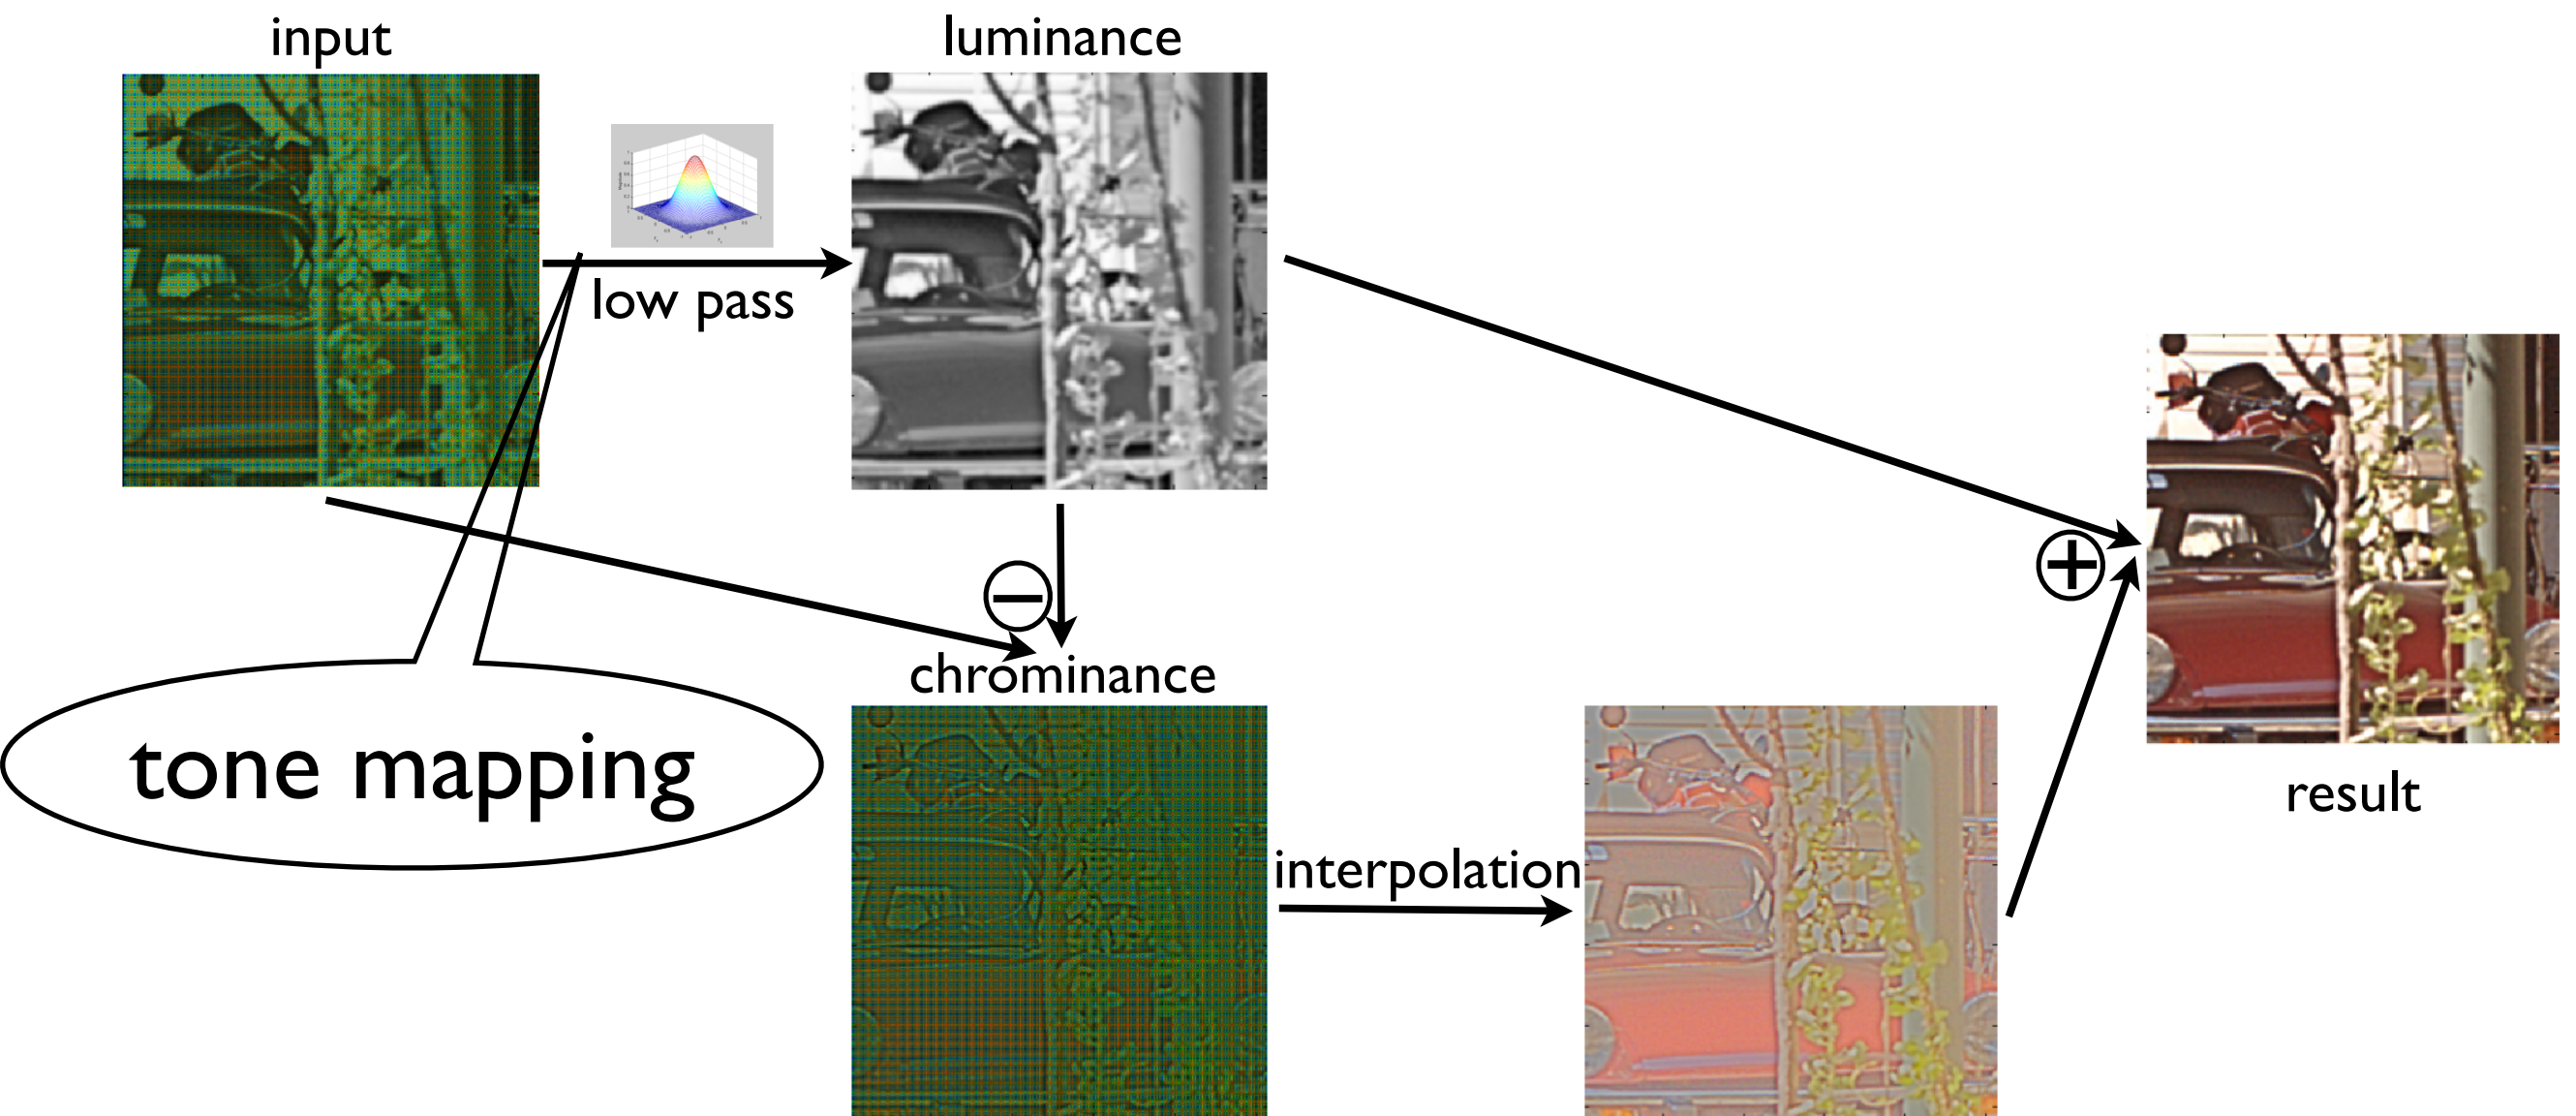 input
luminance
low pass
chrominance
tone mapping
interpolation
result